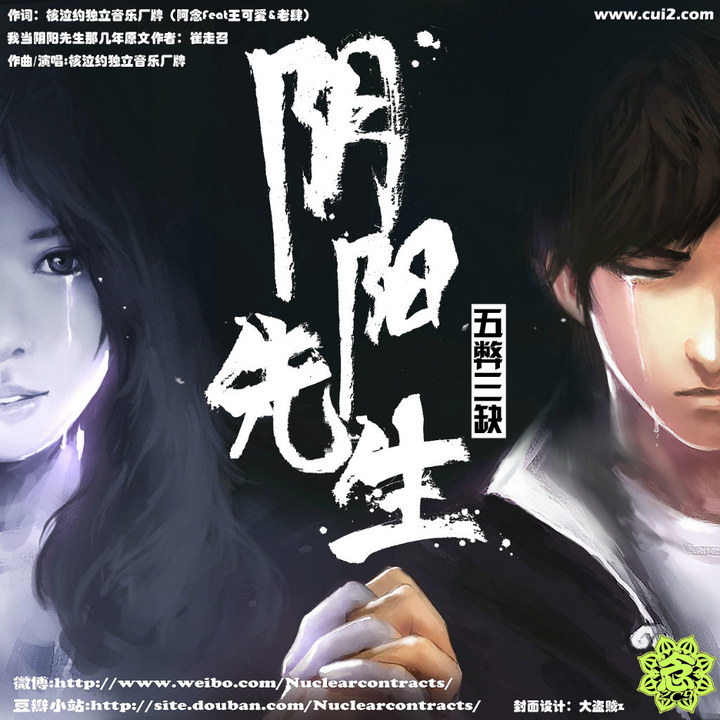 作词：核泣约独立音乐厂牌（阿念Feat王可爱&老肆）
www.cui2.com
我当阴阳先生那几年原文作者：崔走召
作曲/演唱:核泣约独立音乐厂牌
阴阳先生
五弊三缺
微博:http://www.weibo.com/Nuclearcontracts/
豆瓣小站:http://site.douban.com/Nuclearcontracts/
封面设计：大盗贼z
念